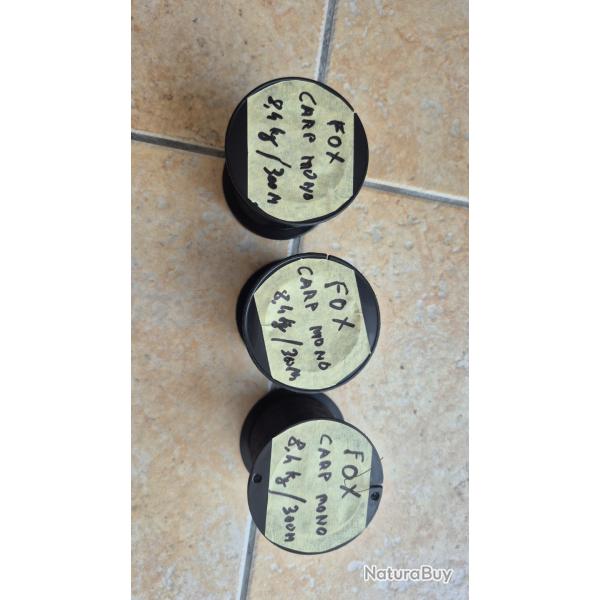 FOX
CARP MONO
8,4 kg / 300M
FOX
CARP MONO
8,4 kg / 300M
FOX
CARP MONO
8,4 kg / 300M
NaturaBuy